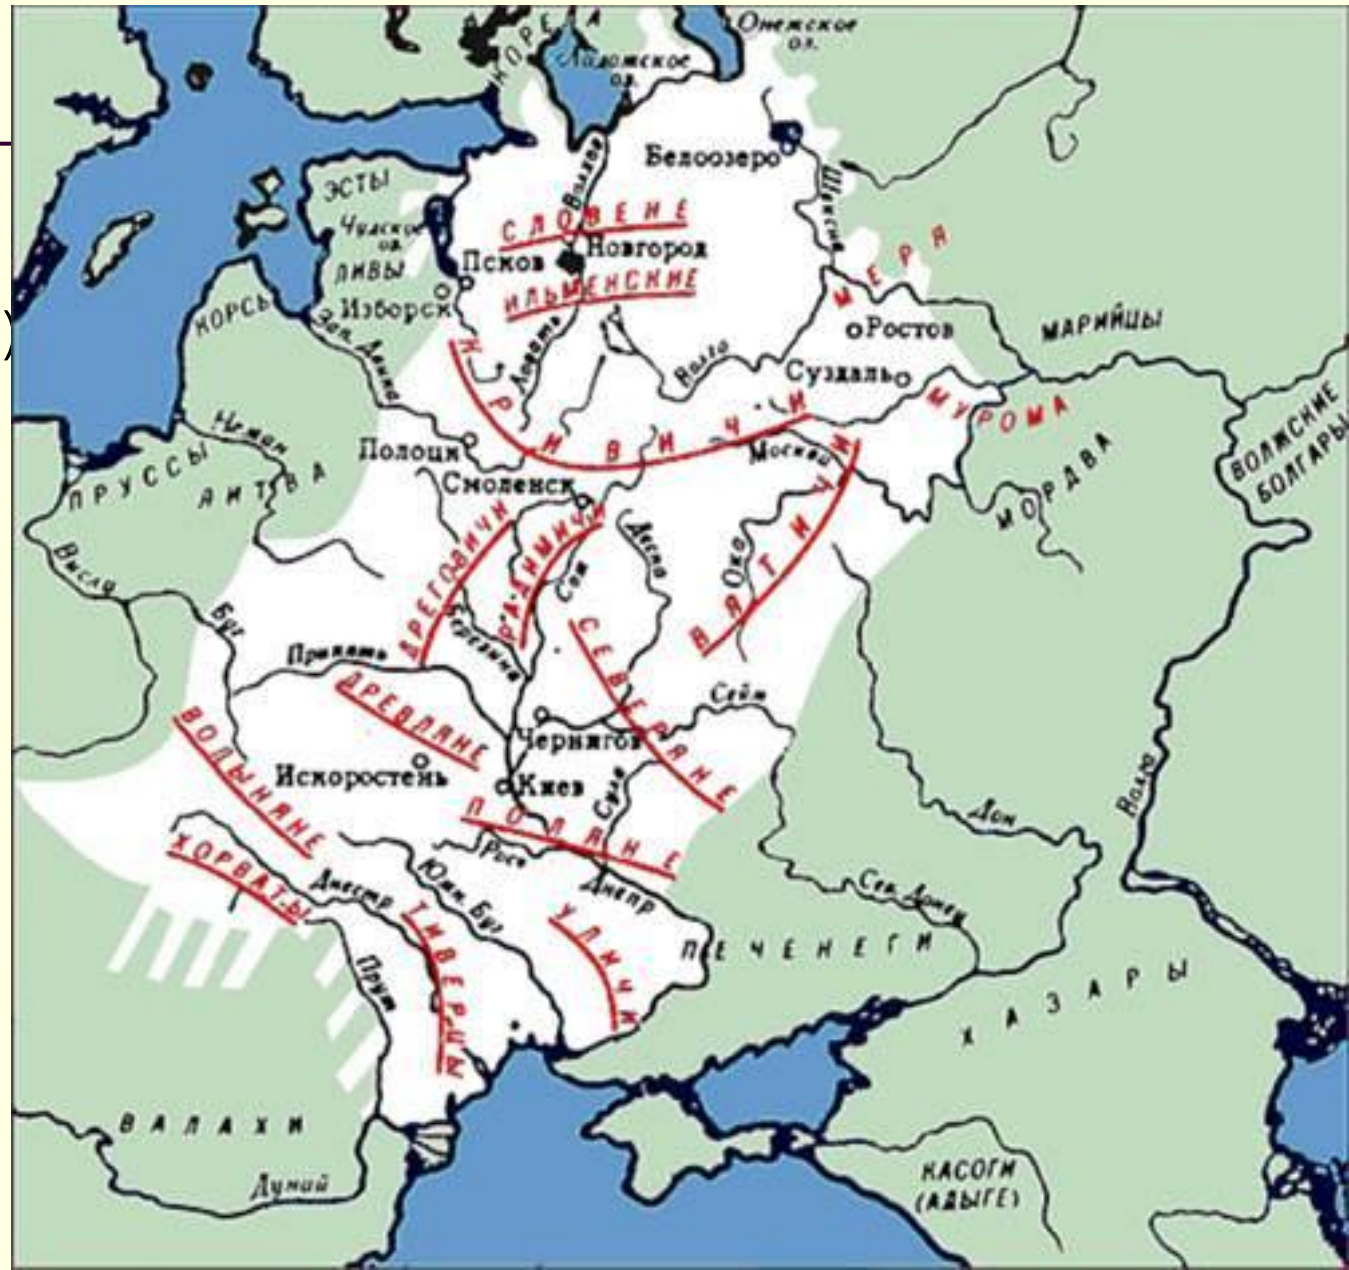 )
КОРЕЛА
Онежское
оз.
Ладожское
оз.
Белоозеро
Волхов
Шексна
ЭСТЫ
Чудское
оз.
СЛОВЕНЕ
Новгород
Псков
ИЛЬМЕНСКИЕ
ЛИВЫ
Изборск
МЕРЯ
КОРСЬ
Зап. Двина
Ловать
Волга
Ростов
МАРИЙЦЫ
Суздаль
КРИВИЧИ
МУРОМА
Неман
ПРУССЫ
ЛИТВА
Полоцк
Смоленск
Москва
МОРДВА
ВОЛЖСКИЕ
БОЛГАРЫ
Висла
Буг
ДРЕГОВИЧИ
РАДИМИЧИ
Сож
Десна
Ока
ВЯТИЧИ
Березина
Припять
СЕВЕРЯНЕ
Сейм
ДРЕВЛЯНЕ
ВОЛЫНЯНЕ
Чернигов
Искоростень
Киев
Сула
ПОЛЯНЕ
Рось
Днепр
Дон
Волга
ХОРВАТЫ
Днестр
Южн. Буг
Сев. Донец
ТИВЕРЦЫ
УЛИЧИ
ПЕЧЕНЕГИ
Прут
ХАЗАРЫ
ВАЛАХИ
Дунай
КАСОГИ
(АДЫГЕ)